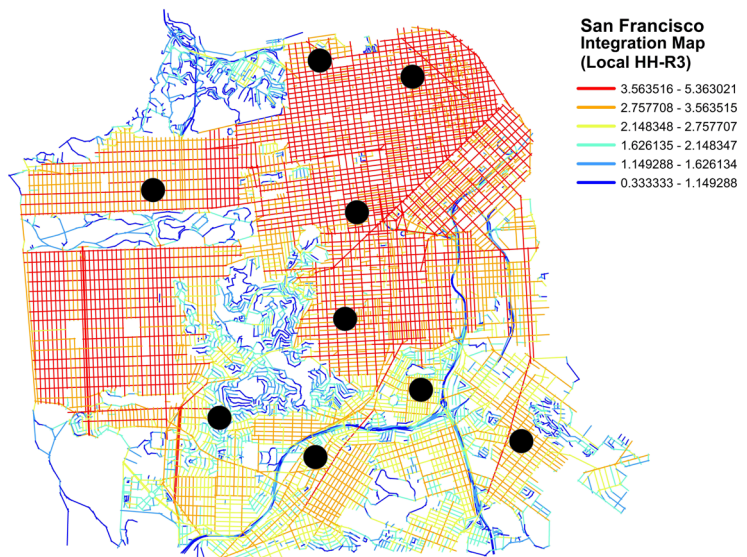 San Francisco
Integration Map
(Local HH-R3)
3.563516 - 5.363021
2.757708 - 3.563515
2.148348 - 2.757707
1.626135 - 2.148347
1.149288 - 1.626134
0.333333 - 1.149288